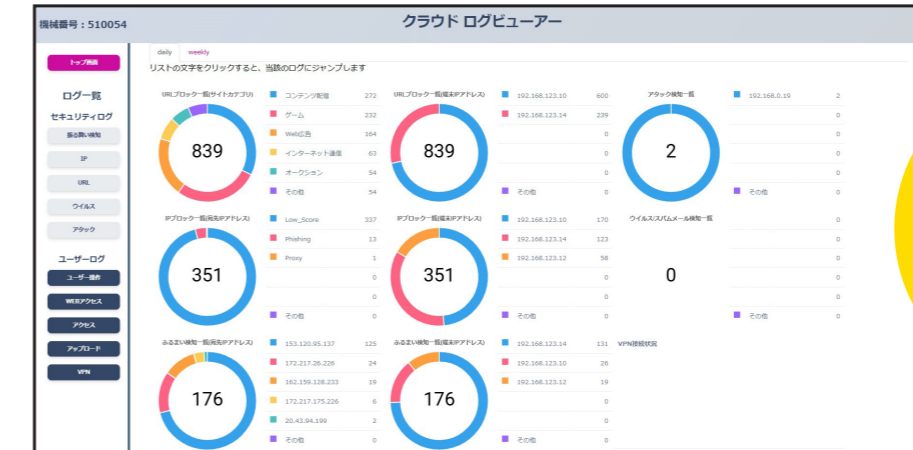 機械番号：510054
クラウド ログビューアー
トップ画面
ログ一覧
セキュリティログ
振る舞い検知
IP
URL
ウイルス
アタック
ユーザーログ
ユーザー操作
WEBアクセス
アクセス
アップロード
VPN
daily weekly
リストの文字をクリックすると、当該のログにジャンプします
URLブロック一覧(サイトカテゴリ)
839
コンテンツ配信 272
ゲーム 232
Web広告 164
インターネット通信 63
オークション 54
その他 54
URLブロック一覧(端末IPアドレス)
839
192.168.123.10 600
192.168.123.14 239
0
0
0
その他 0
アタック検知一覧
2
192.168.0.19 2
0
0
0
0
その他 0
IPブロック一覧(宛先IPアドレス)
351
Low_Score 337
Phishing 13
Proxy 1
0
0
その他 0
IPブロック一覧(端末IPアドレス)
351
192.168.123.10 170
192.168.123.14 123
192.168.123.12 58
0
0
その他 0
ウイルス/スパムメール検知一覧
0
0
0
0
0
0
その他 0
ふるまい検知一覧(宛先IPアドレス)
176
153.120.95.137 125
172.217.26.226 24
162.159.128.233 19
172.217.175.226 6
20.43.94.199 2
その他 0
ふるまい検知一覧(端末IPアドレス)
176
192.168.123.14 131
192.168.123.10 26
192.168.123.12 19
0
0
その他 0
VPN接続状況